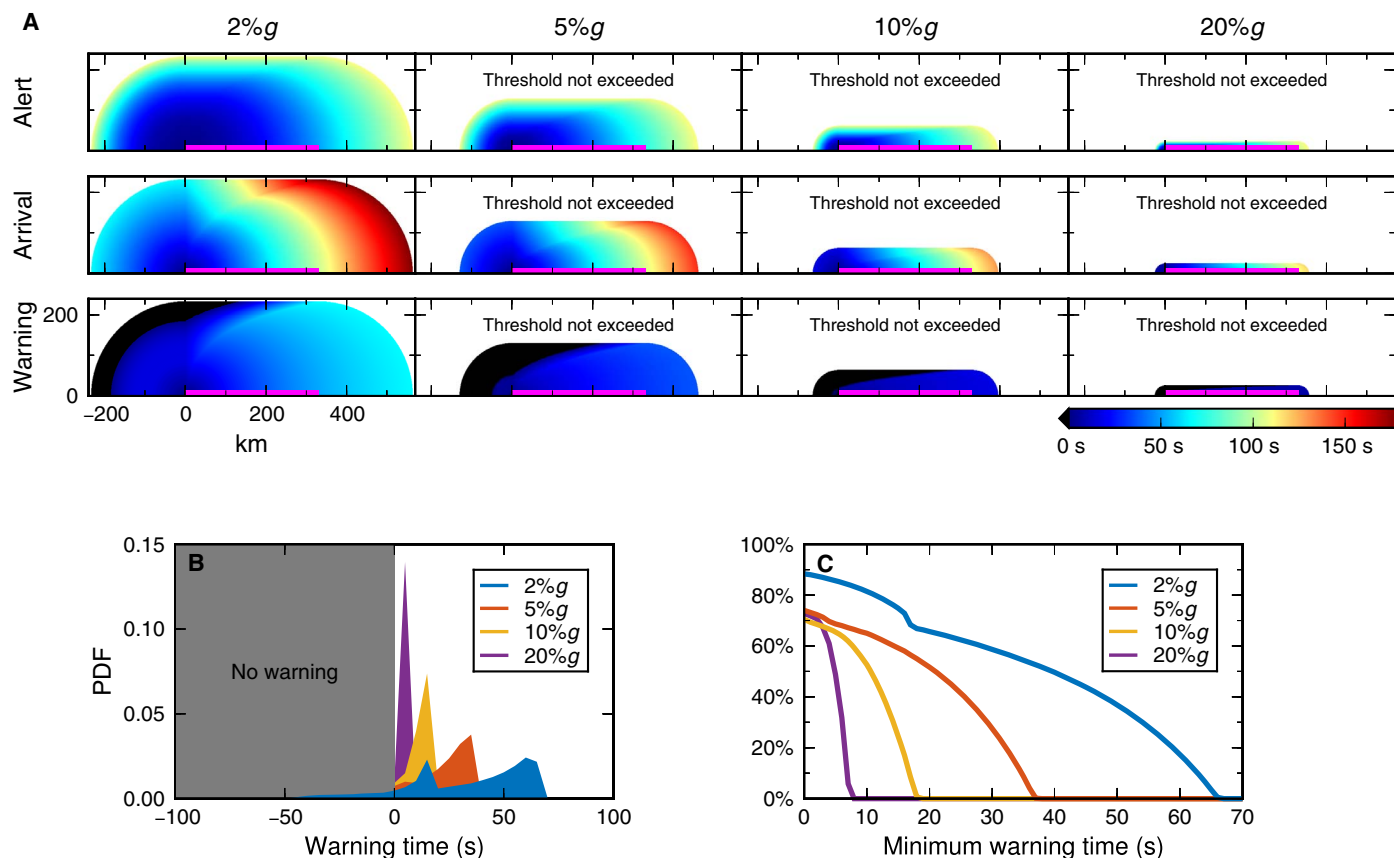 A
2%g 5%g 10%g 20%g
Alert
Threshold not exceeded Threshold not exceeded Threshold not exceeded
Arrival
Threshold not exceeded Threshold not exceeded Threshold not exceeded
Warning
200
0
Threshold not exceeded Threshold not exceeded Threshold not exceeded
−200 0 200 400
km
0 s 50 s 100 s 150 s
B
0.15
0.10
0.05
0.00
PDF
No warning
2%g
5%g
10%g
20%g
−100 −50 0 50 100
Warning time (s)
C
100%
80%
60%
40%
20%
0%
2%g
5%g
10%g
20%g
0 10 20 30 40 50 60 70
Minimum warning time (s)